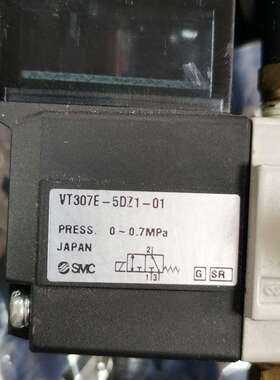 VT307E-5DZ1-01
PRESS. 0~0.7MPa
JAPAN
SMC
2
1 3
G SR